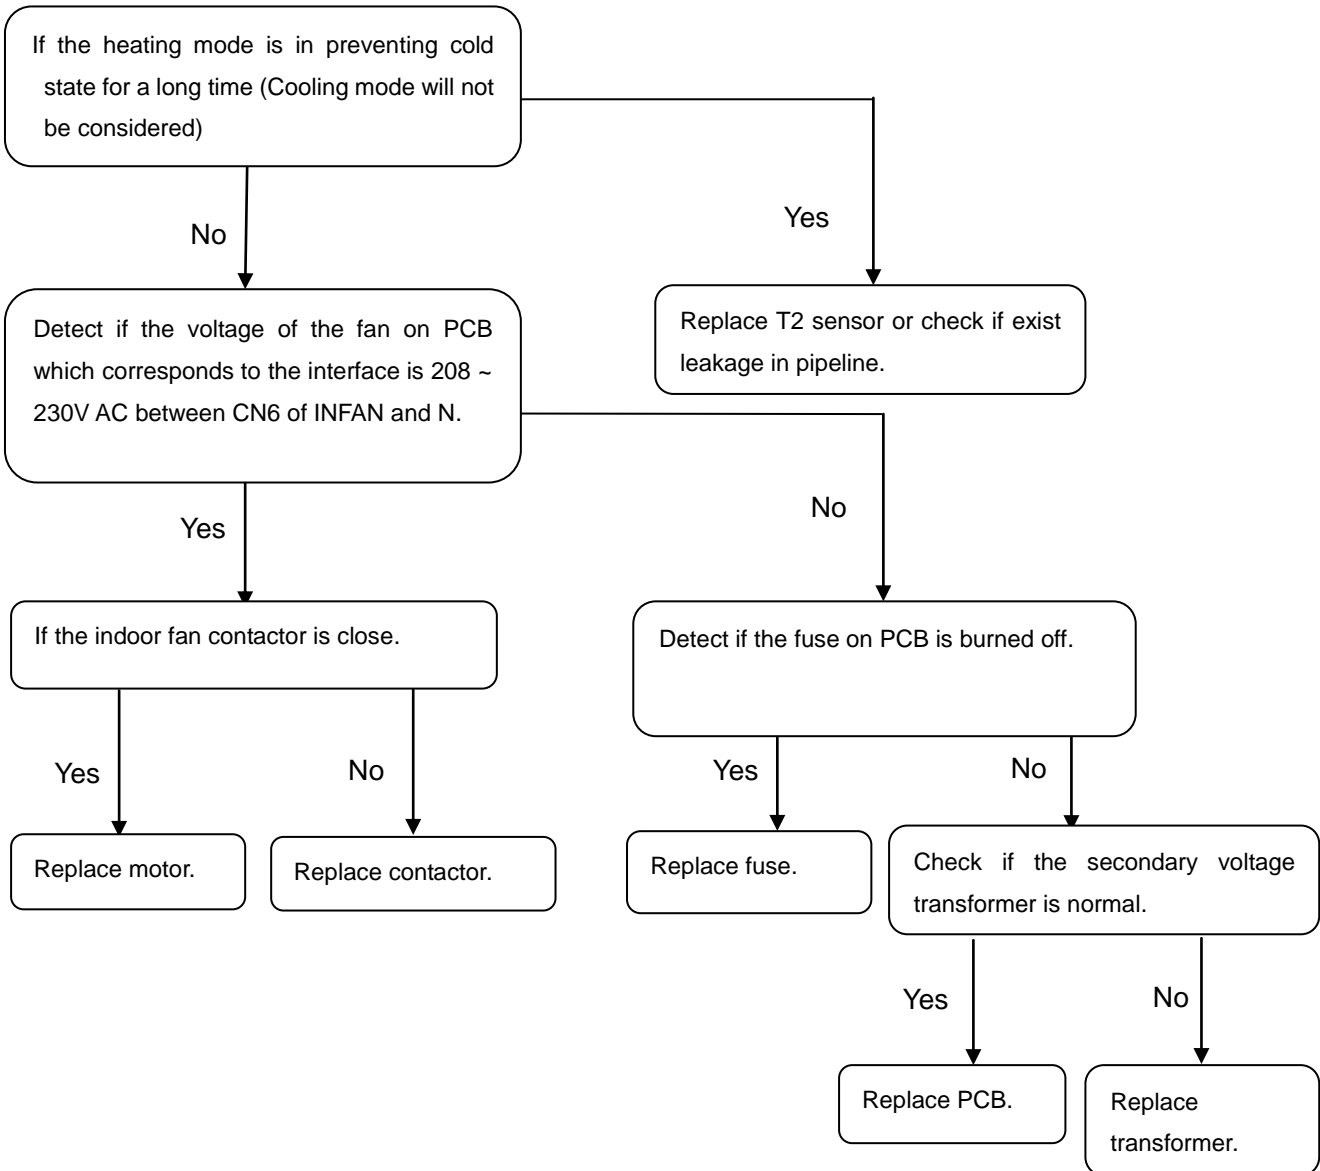 If the heating mode is in preventing cold
state for a long time (Cooling mode will not
be considered)
No
Yes
Detect if the voltage of the fan on PCB
which corresponds to the interface is 208 ~
230V AC between CN6 of INFAN and N.
Replace T2 sensor or check if exist
leakage in pipeline.
Yes
No
If the indoor fan contactor is close.
Detect if the fuse on PCB is burned off.
Yes
No
Yes
No
Replace motor.
Replace contactor.
Replace fuse.
Check if the secondary voltage
transformer is normal.
Yes
No
Replace PCB.
Replace
transformer.